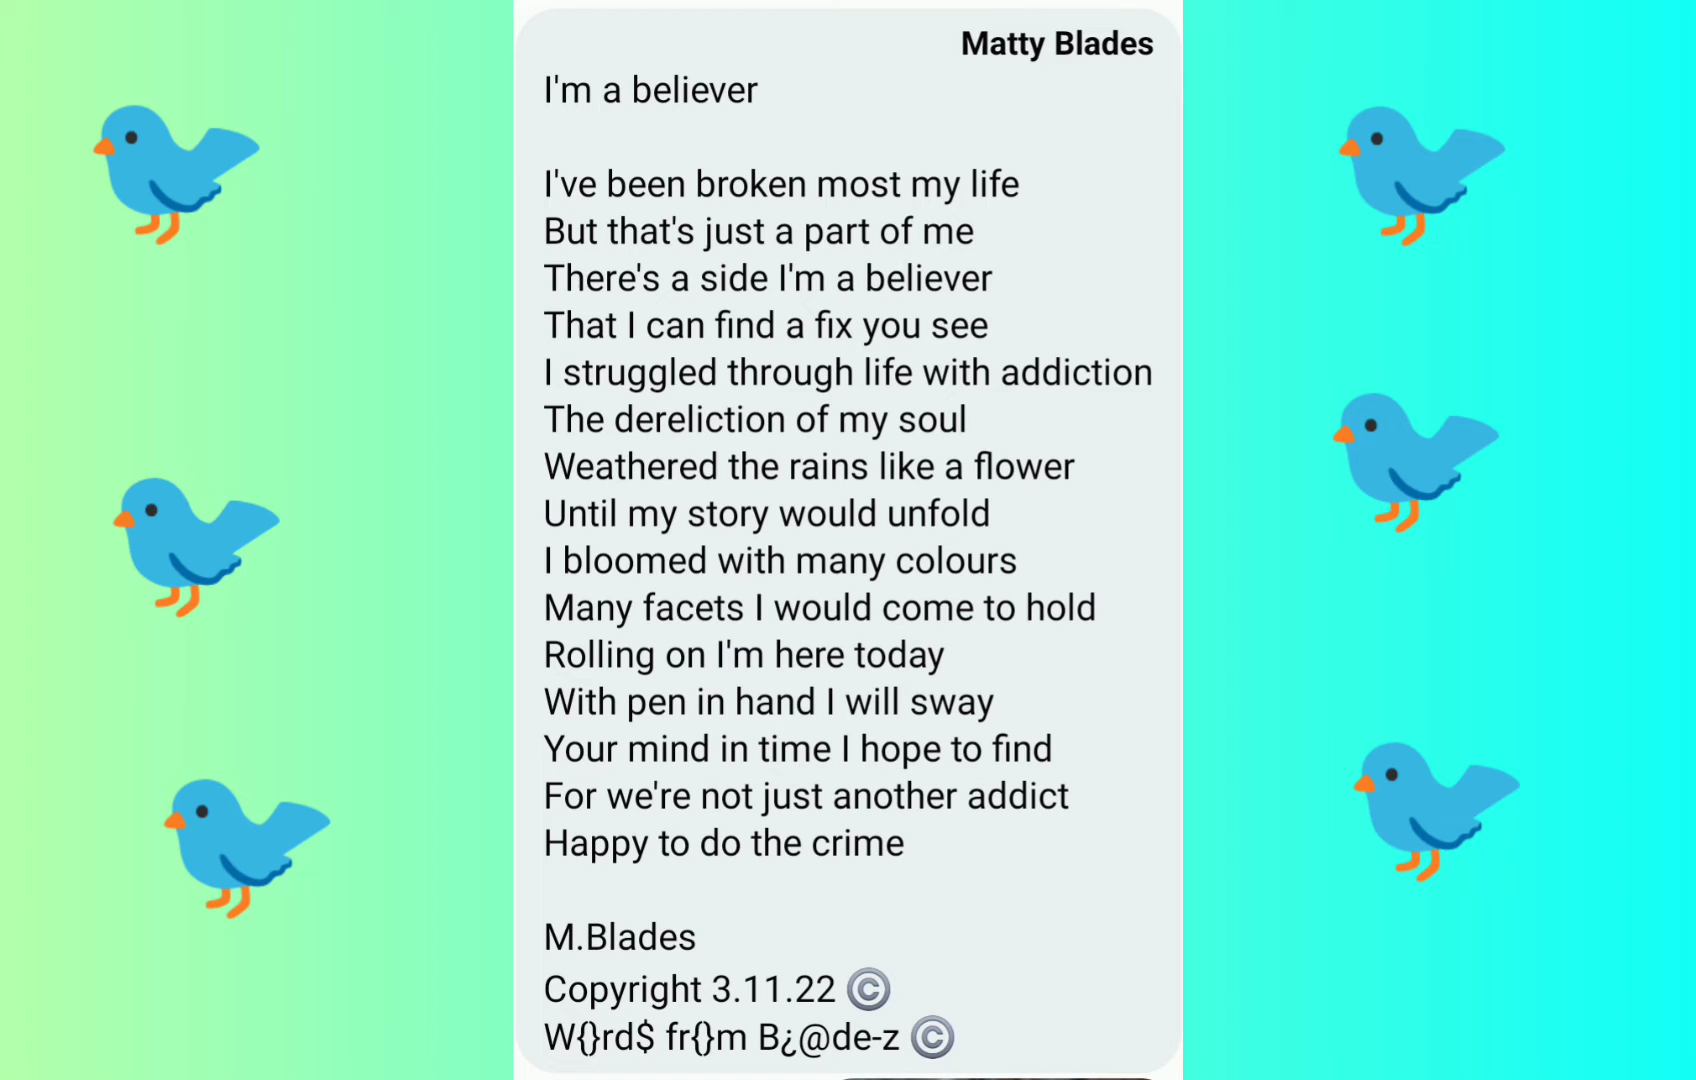 Matty Blades
I'm a believer
I've been broken most my life
But that's just a part of me
There's a side I'm a believer
That I can find a fix you see
I struggled through life with addiction
The dereliction of my soul
Weathered the rains like a flower
Until my story would unfold
I bloomed with many colours
Many facets I would come to hold
Rolling on I'm here today
With pen in hand I will sway
Your mind in time I hope to find
For we're not just another addict
Happy to do the crime
M.Blades
Copyright 3.11.22 ©
W{}rd$ fr{}m B¿@de-z ©